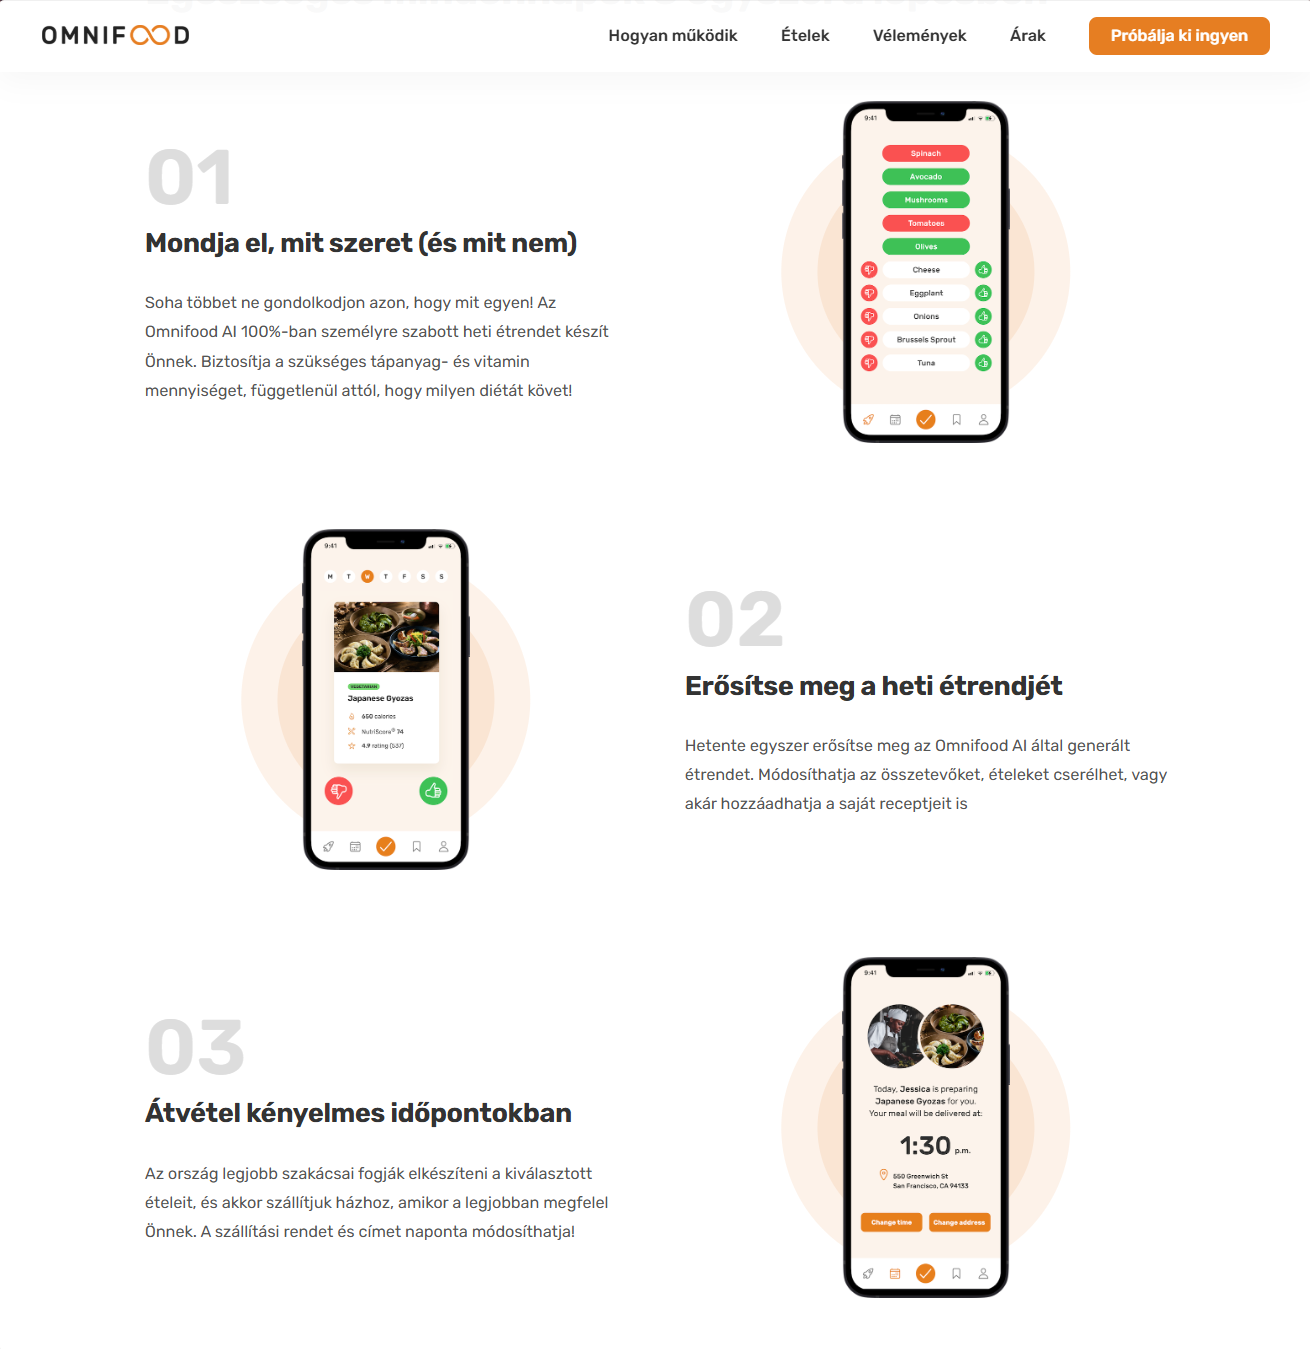 OMNIFOOD
Hogyan működik
Ételek
Vélemények
Árak
Próbálja ki ingyen
01
Mondja el, mit szeret (és mit nem)
Soha többet ne gondolkodjon azon, hogy mit egyen! Az
Omnifood AI 100%-ban személyre szabott heti étrendet készít
Önnek. Biztosítja a szükséges tápanyag- és vitamin
mennyiséget, függetlenül attól, hogy milyen diétát követ!
9:41
Spinach
Avocado
Mushrooms
Tomatoes
Olives
Cheese
Eggplant
Onions
Brussels Sprout
Tuna
9:41
M T W T F S S
VEGETARIAN
Japanese Gyozas
650 calories
NutriScore® 74
4.9 rating (537)
02
Erősítse meg a heti étrendjét
Hetente egyszer erősítse meg az Omnifood AI által generált
étrendet. Módosíthatja az összetevőket, ételeket cserélhet, vagy
akár hozzáadhatja a saját receptjeit is
03
Átvétel kényelmes időpontokban
Az ország legjobb szakácsai fogják elkészíteni a kiválasztott
ételeit, és akkor szállítjuk házhoz, amikor a legjobban megfelel
Önnek. A szállítási rendet és címet naponta módosíthatja!
9:41
Today, Jessica is preparing
Japanese Gyozas for you.
Your meal will be delivered at:
1:30 p.m.
550 Greenwich St
San Francisco, CA 94133
Change time
Change address